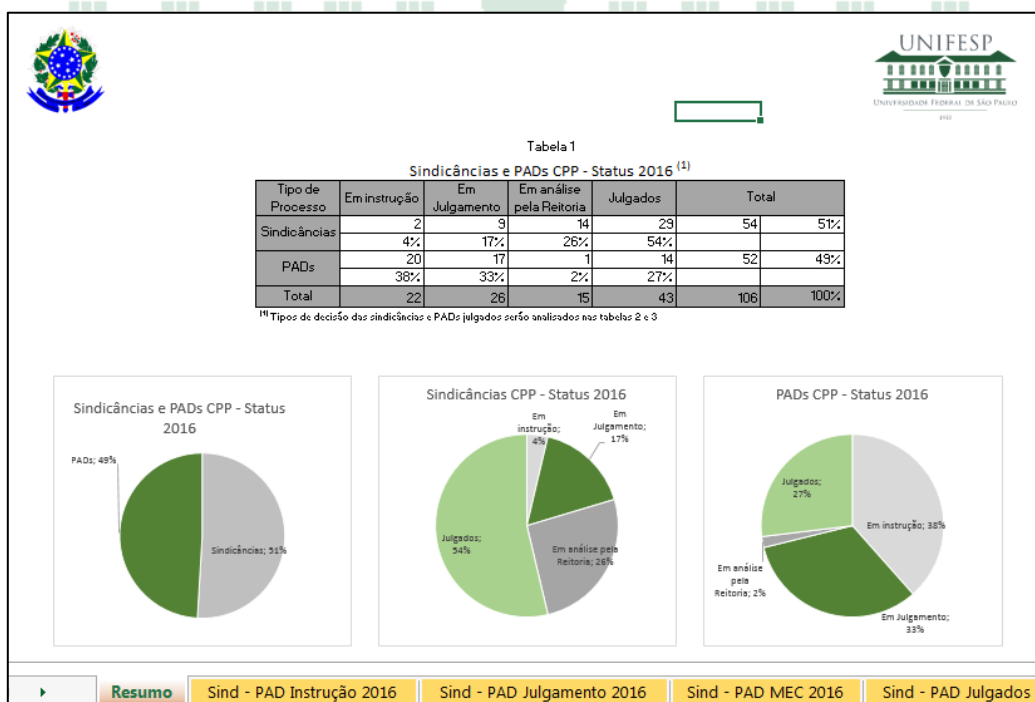 UNIFESP
UNIVERSIDADE FEDERAL DE SÃO PAULO
1933
Tabela 1
Sindicâncias e PADs CPP - Status 2016 (1)
Tipo de Processo Em instrução Em Julgamento Em análise pela Reitoria Julgados Total
Sindicâncias 2 9 14 29 54 51%
4% 17% 26% 54%
PADs 20 17 1 14 52 49%
38% 33% 2% 27%
Total 22 26 15 43 106 100%
(1) Tipos de decisão das sindicâncias e PADs julgados serão analisados nas tabelas 2 e 3
Sindicâncias e PADs CPP - Status
2016
PADs; 49%
Sindicâncias; 51%
Sindicâncias CPP - Status 2016
Em
instrução;
4%
Em
Julgamento;
17%
Julgados;
54%
Em análise pela
Reitoria; 26%
PADs CPP - Status 2016
Julgados;
27%
Em instrução; 38%
Em análise
pela
Reitoria; 2%
Em Julgamento;
33%
Resumo Sind - PAD Instrução 2016 Sind - PAD Julgamento 2016 Sind - PAD MEC 2016 Sind - PAD Julgados